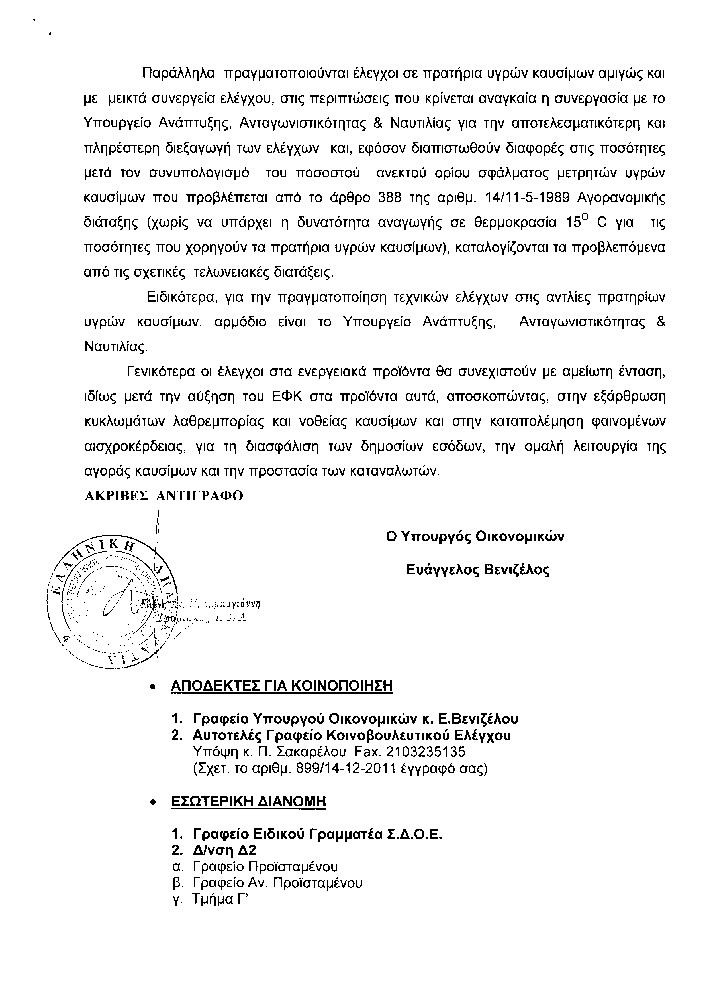 Παράλληλα πραγματοποιούνται έλεγχοι σε πρατήρια υγρών καυσίμων αμιγώς και
με μεικτά συνεργεία ελέγχου, στις περιπτώσεις που κρίνεται αναγκαία η συνεργασία με το
Υπουργείο Ανάπτυξης, Ανταγωνιστικότητας & Ναυτιλίας για την αποτελεσματικότερη και
πληρέστερη διεξαγωγή των ελέγχων και, εφόσον διαπιστωθούν διαφορές στις ποσότητες
μετά τον συνυπολογισμό του ποσοστού ανεκτού ορίου σφάλματος μετρητών υγρών
καυσίμων που προβλέπεται από το άρθρο 388 της αριθμ. 14/11-5-1989 Αγορανομικής
διάταξης (χωρίς να υπάρχει η δυνατότητα αναγωγής σε θερμοκρασία 15° C για τις
ποσότητες που χορηγούν τα πρατήρια υγρών καυσίμων), καταλογίζονται τα προβλεπόμενα
από τις σχετικές τελωνειακές διατάξεις.
Ειδικότερα, για την πραγματοποίηση τεχνικών ελέγχων στις αντλίες πρατηρίων
υγρών καυσίμων, αρμόδιο είναι το Υπουργείο Ανάπτυξης, Ανταγωνιστικότητας &
Ναυτιλίας.
Γενικότερα οι έλεγχοι στα ενεργειακά προϊόντα θα συνεχιστούν με αμείωτη ένταση,
ιδίως μετά την αύξηση του ΕΦΚ στα προϊόντα αυτά, αποσκοπώντας, στην εξάρθρωση
κυκλωμάτων λαθρεμπορίας και νοθείας καυσίμων και στην καταπολέμηση φαινομένων
αισχροκέρδειας, για τη διασφάλιση των δημοσίων εσόδων, την ομαλή λειτουργία της
αγοράς καυσίμων και την προστασία των καταναλωτών.
ΑΚΡΙΒΕΣ ΑΝΤΙΓΡΑΦΟ
Ο Υπουργός Οικονομικών
Ευάγγελος Βενιζέλος
ΕΛΛΗΝΙΚΗ ΔΗΜΟΚΡΑΤΙΑ
ΥΠΟΥΡΓΕΙΟ
Ελένη
• ΑΠΟΔΕΚΤΕΣ ΓΙΑ ΚΟΙΝΟΠΟΙΗΣΗ
1. Γραφείο Υπουργού Οικονομικών κ. Ε.Βενιζέλου
2. Αυτοτελές Γραφείο Κοινοβουλευτικού Ελέγχου
Υπόψη κ. Π. Σακαρέλου Fax. 2103235135
(Σχετ. το αριθμ. 899/14-12-2011 έγγραφό σας)
• ΕΣΩΤΕΡΙΚΗ ΔΙΑΝΟΜΗ
1. Γραφείο Ειδικού Γραμματέα Σ.Δ.Ο.Ε.
2. Δ/νση Δ2
α. Γραφείο Προϊσταμένου
β. Γραφείο Αν. Προϊσταμένου
γ. Τμήμα Γ’